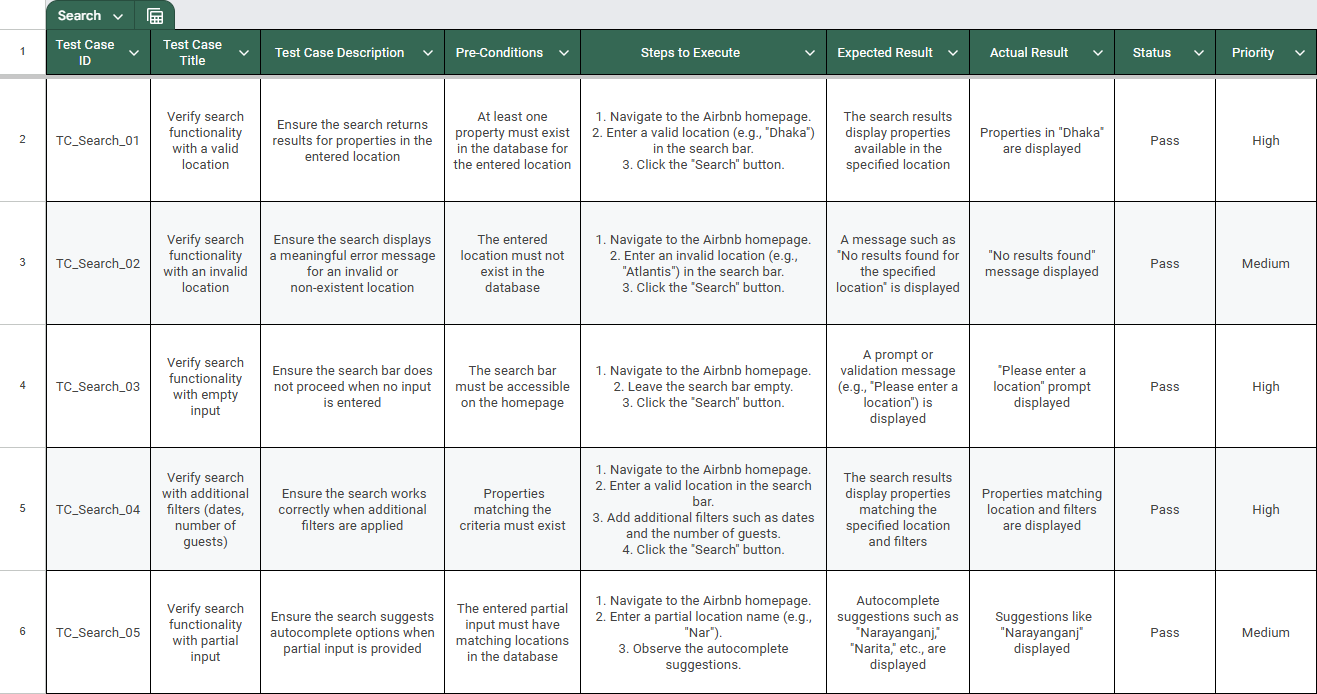 Search
1
Test Case
ID
Test Case
Title
Test Case Description
Pre-Conditions
Steps to Execute
Expected Result
Actual Result
Status
Priority
2
TC_Search_01
Verify search
functionality
with a valid
location
Ensure the search returns
results for properties in the
entered location
At least one
property must exist
in the database for
the entered location
1. Navigate to the Airbnb homepage.
2. Enter a valid location (e.g., "Dhaka")
in the search bar.
3. Click the "Search" button.
The search results
display properties
available in the
specified location
Properties in "Dhaka"
are displayed
Pass
High
3
TC_Search_02
Verify search
functionality
with an invalid
location
Ensure the search displays
a meaningful error message
for an invalid or
non-existent location
The entered
location must not
exist in the
database
1. Navigate to the Airbnb homepage.
2. Enter an invalid location (e.g.,
"Atlantis") in the search bar.
3. Click the "Search" button.
A message such as
"No results found for
the specified
location" is displayed
"No results found"
message displayed
Pass
Medium
4
TC_Search_03
Verify search
functionality
with empty
input
Ensure the search bar does
not proceed when no input
is entered
The search bar
must be accessible
on the homepage
1. Navigate to the Airbnb homepage.
2. Leave the search bar empty.
3. Click the "Search" button.
A prompt or
validation message
(e.g., "Please enter a
location") is
displayed
"Please enter a
location" prompt
displayed
Pass
High
5
TC_Search_04
Verify search
with additional
filters (dates,
number of
guests)
Ensure the search works
correctly when additional
filters are applied
Properties
matching the
criteria must exist
1. Navigate to the Airbnb homepage.
2. Enter a valid location in the search
bar.
3. Add additional filters such as dates
and the number of guests.
4. Click the "Search" button.
The search results
display properties
matching the
specified location
and filters
Properties matching
location and filters
are displayed
Pass
High
6
TC_Search_05
Verify search
functionality
with partial
input
Ensure the search suggests
autocomplete options when
partial input is provided
The entered partial
input must have
matching locations
in the database
1. Navigate to the Airbnb homepage.
2. Enter a partial location name (e.g.,
"Nar").
3. Observe the autocomplete
suggestions.
Autocomplete
suggestions such as
"Narayanganj,"
"Narita," etc., are
displayed
Suggestions like
"Narayanganj"
displayed
Pass
Medium